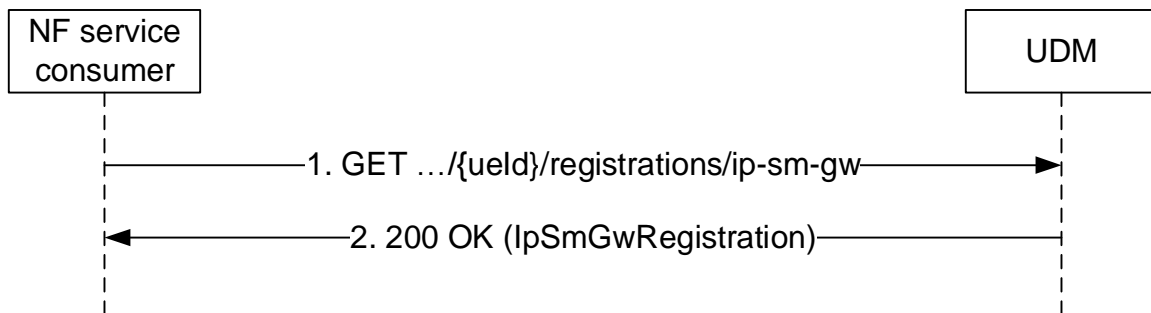 NF service
consumer
UDM
1. GET …/{ueId}/registrations/ip-sm-gw
2. 200 OK (IpSmGwRegistration)